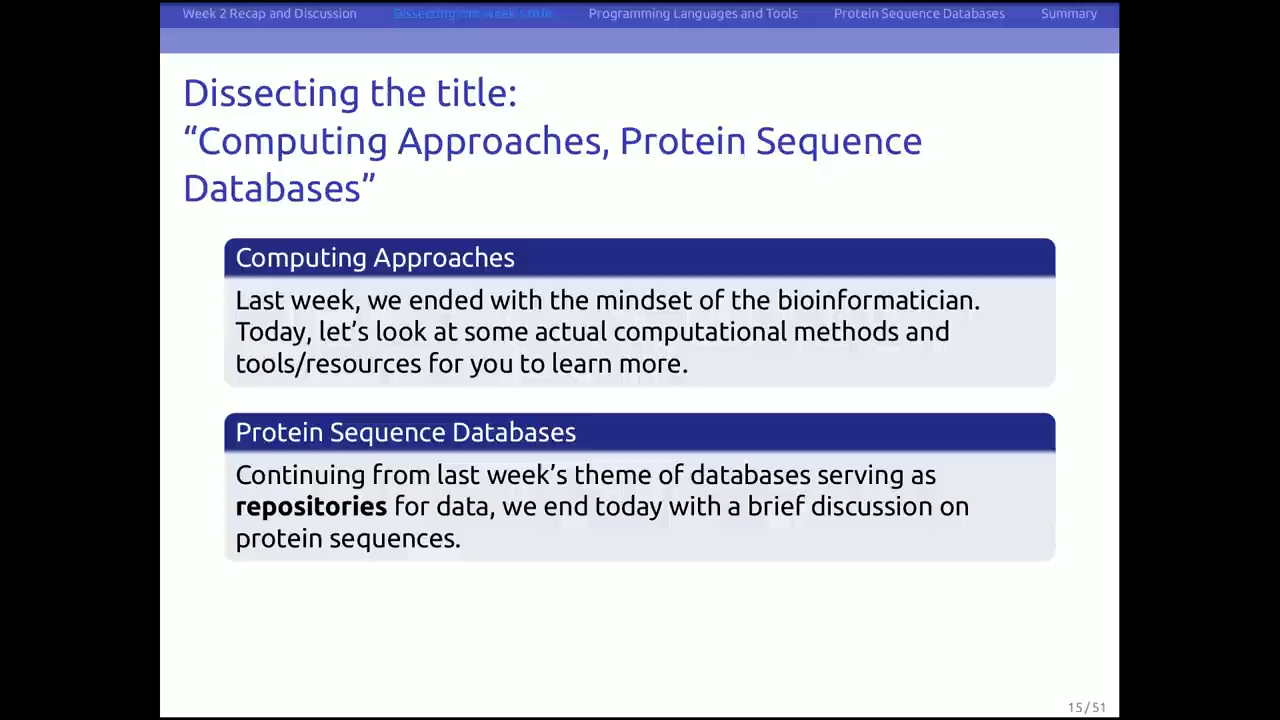 Week 2 Recap and Discussion Dissecting the week's title Programming Languages and Tools Protein Sequence Databases Summary
Dissecting the title:
“Computing Approaches, Protein Sequence
Databases”
Computing Approaches
Last week, we ended with the mindset of the bioinformatician.
Today, let’s look at some actual computational methods and
tools/resources for you to learn more.
Protein Sequence Databases
Continuing from last week’s theme of databases serving as
repositories for data, we end today with a brief discussion on
protein sequences.
15/51